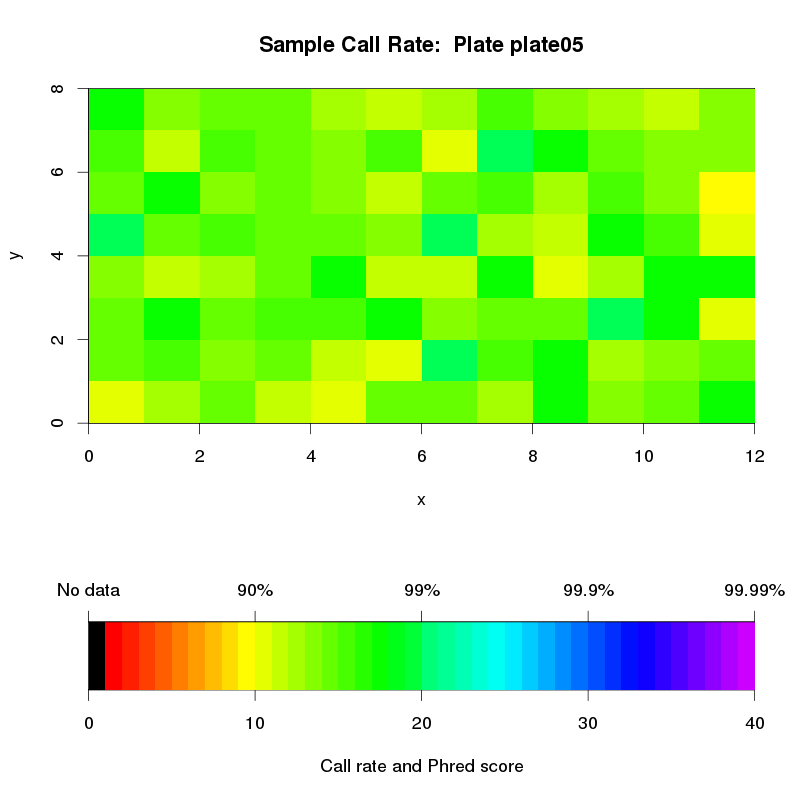 Sample Call Rate:  Plate plate05
8
6
4
2
0
y
0 2 4 6 8 10 12
x
No data 90% 99% 99.9% 99.99%
0 10 20 30 40
Call rate and Phred score